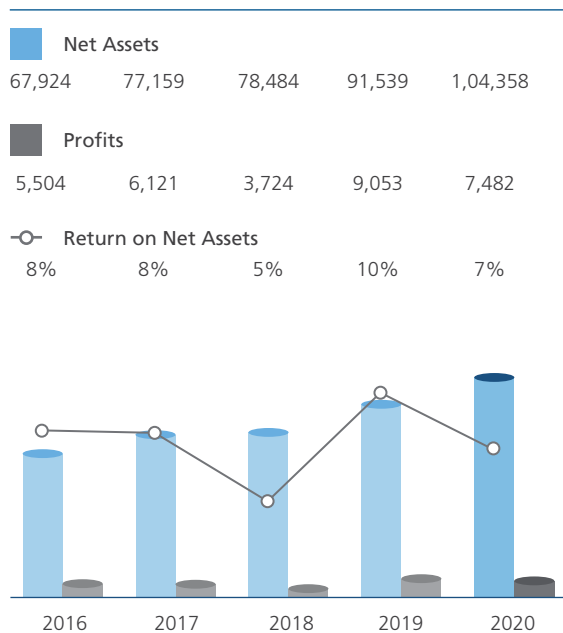 Net Assets
67,924 77,159 78,484 91,539 1,04,358
Profits
5,504 6,121 3,724 9,053 7,482
Return on Net Assets
8% 8% 5% 10% 7%
2016 2017 2018 2019 2020